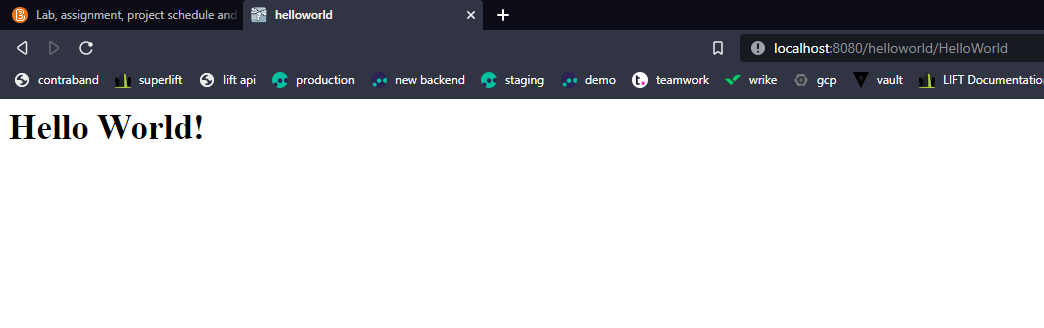 Lab, assignment, project schedule and
helloworld
localhost:8080/helloworld/HelloWorld
contraband superlift lift api production new backend staging demo teamwork wrike gcp vault LIFT Documentatio
Hello World!